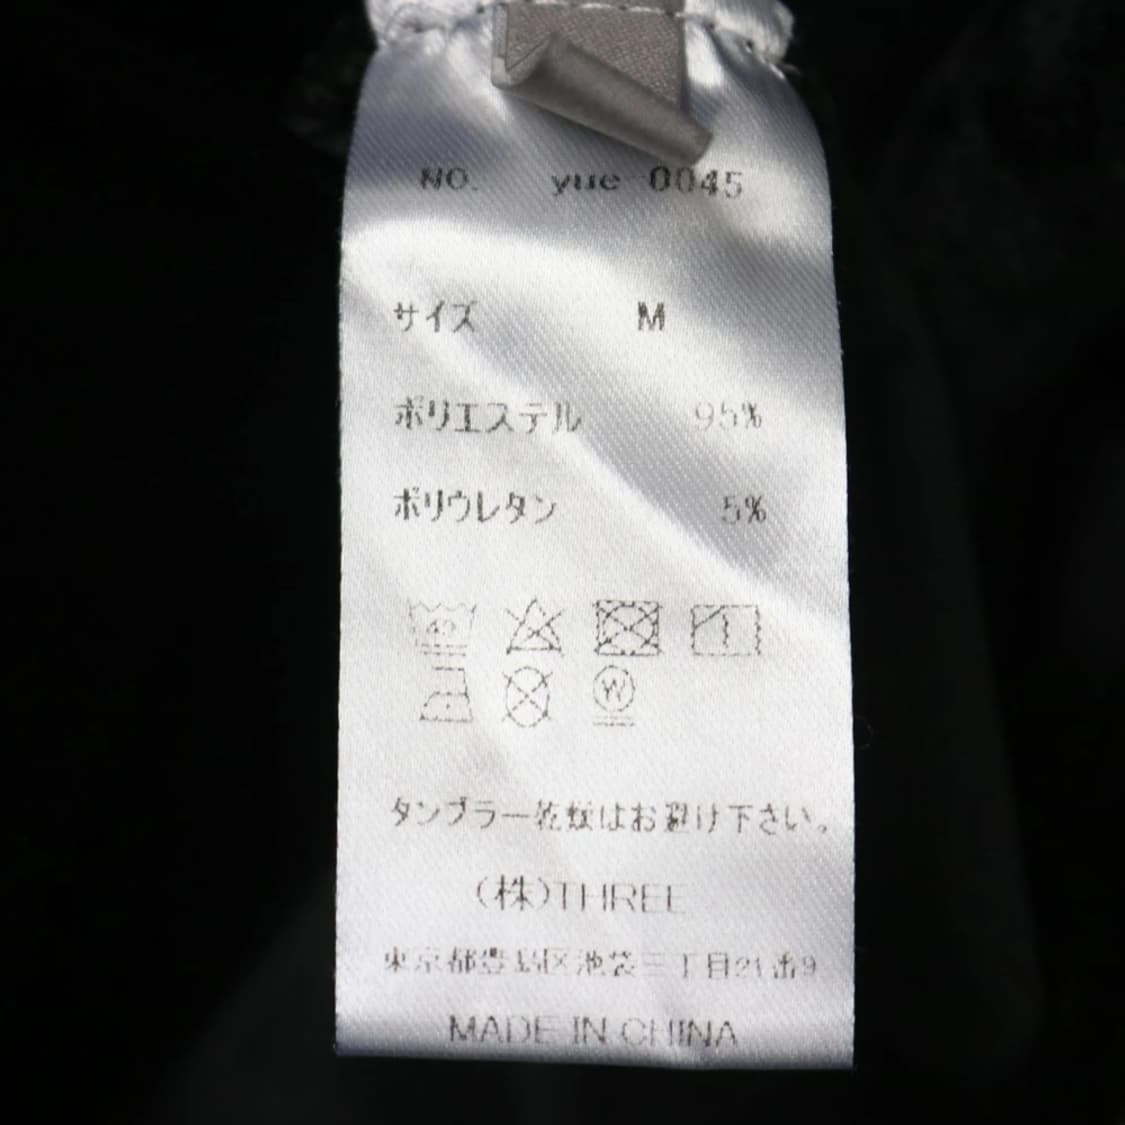 NO. yue 0045
サイズ M
ポリエステル 95%
ポリウレタン 5%
W
タンブラー乾燥はお避け下さい。
(株)THREE
東京都豊島区池袋三丁目21番9
MADE IN CHINA